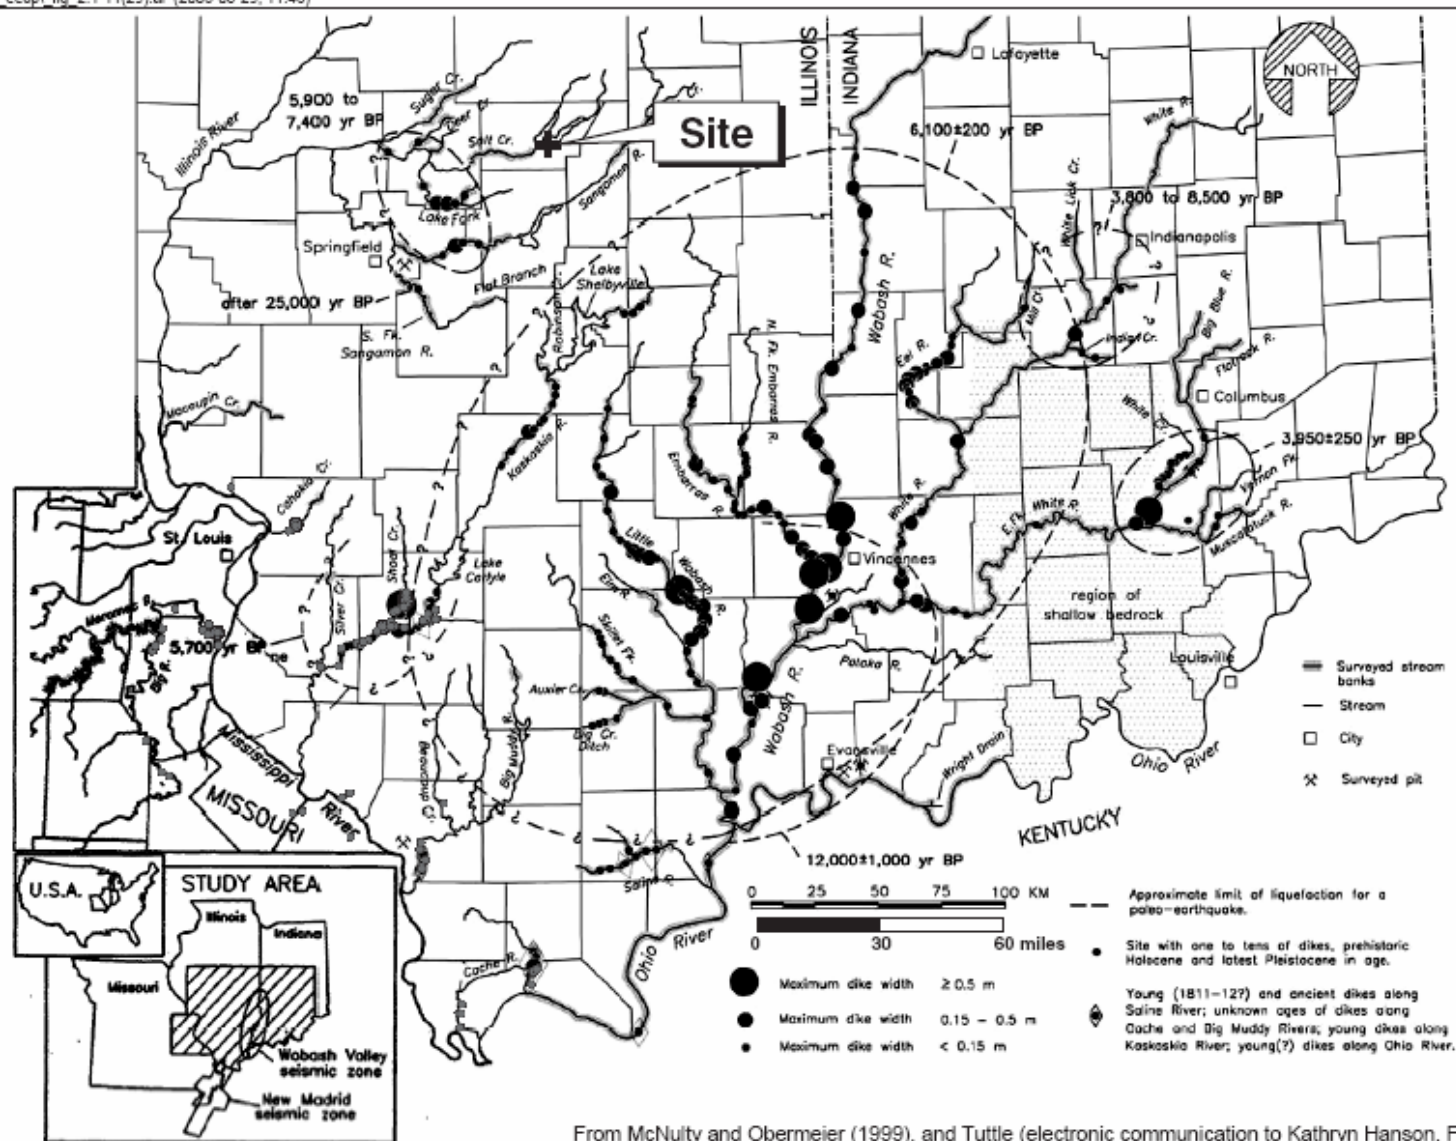 ILLINOIS
INDIANA
Lafayette
NORTH
Sugar Cr.
5,900 to
7,400 yr BP
Deer Cr.
Salt Cr.
Cr.
Site
Illinois River
6,100±200 yr BP
White R.
White Lick Cr.
3,800 to 8,500 yr BP
Sangamon R.
Lake Fork
Springfield
Indianapolis
Flat Branch
Lake
Shelbyville
Robinson
after 25,000 yr BP
S. Fk.
Sangamon R.
Wabash R.
Mill Cr.
Big Blue R.
Indian Cr.
Eel R.
Flatrock R.
N. Fk. Embarras R.
Macoupin Cr.
White Cr.
Columbus
Kaskaskia R.
3,950±250 yr BP
Embarras R.
Vernon Fk.
Cahokia Cr.
White R.
E. Fk. White R.
Muscatatuck R.
St. Louis
Shoal Cr.
Little Wabash R.
Vincennes
Lake
Carlyle
Elm R.
Silver Cr.
region of
shallow bedrock
Meramec R.
5,700 yr BP
ne
Big R.
Skillet Fk.
Patoka R.
Louisville
Surveyed stream
banks
Auxier Cr.
Stream
Big Cr.
Ditch
Wabash R.
City
Big Muddy R.
Evansville
Wright Drain
Ohio River
Surveyed pit
Beaucoup Cr.
Mississippi River
MISSOURI
KENTUCKY
12,000±1,000 yr BP
Saline R.
U.S.A.
STUDY AREA
Illinois
Indiana
Missouri
Wabash Valley
seismic zone
New Madrid
seismic zone
Cache R.
Ohio River
0 25 50 75 100 KM
0 30 60 miles
Maximum dike width ≥ 0.5 m
Maximum dike width 0.15 – 0.5 m
Maximum dike width < 0.15 m
Approximate limit of liquefaction for a
paleo-earthquake.
Site with one to tens of dikes, prehistoric
Holocene and latest Pleistocene in age.
Young (1811–12?) and ancient dikes along
Saline River; unknown ages of dikes along
Cache and Big Muddy Rivers; young dikes along
Kaskaskia River; young(?) dikes along Ohio River.
From McNulty and Obermeier (1999), and Tuttle (electronic communication to Kathryn Hanson,